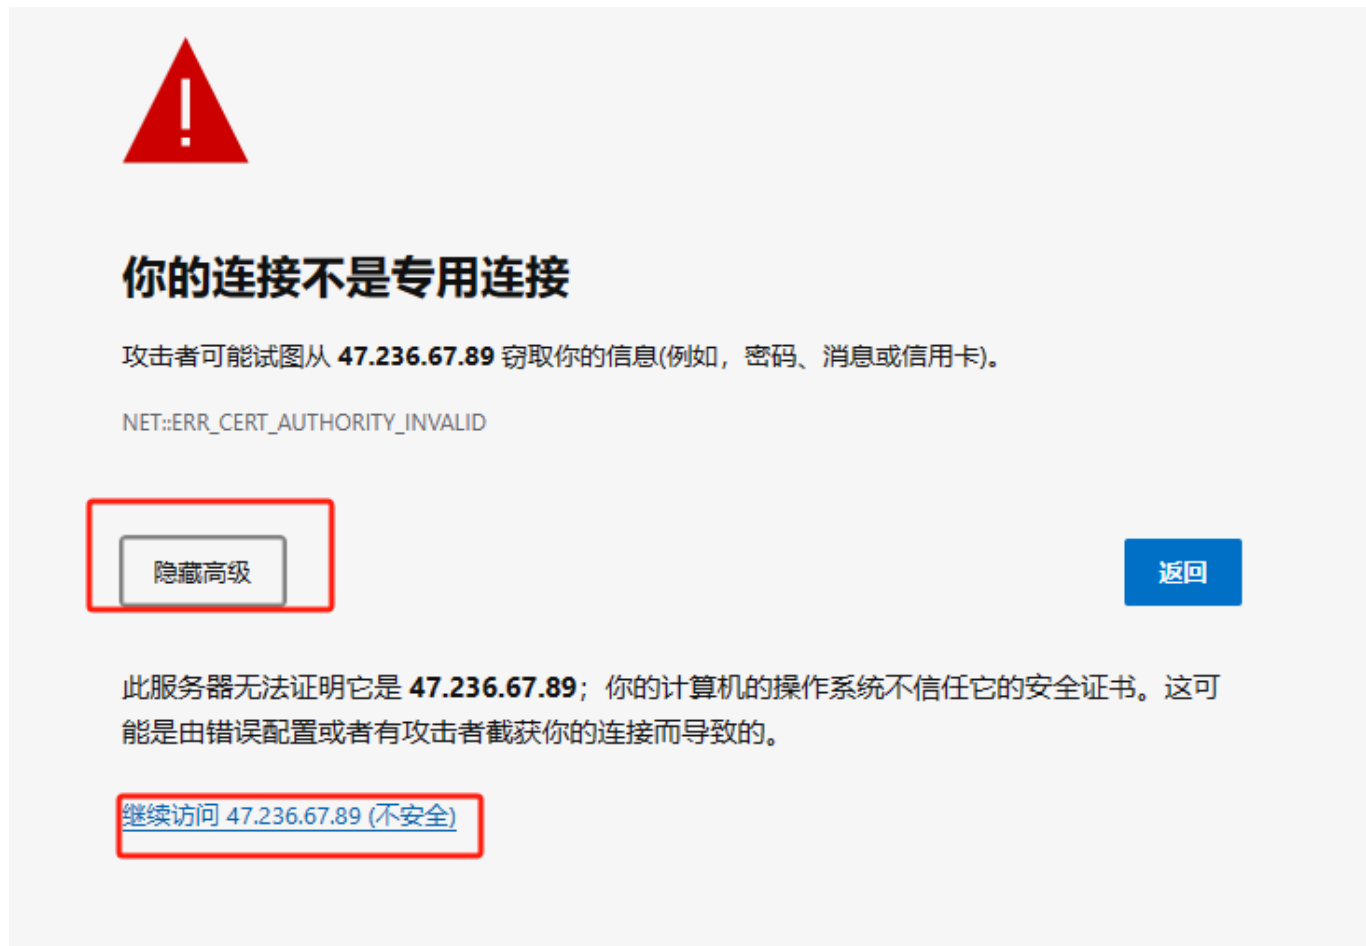 你的连接不是专用连接
攻击者可能试图从 47.236.67.89 窃取你的信息(例如，密码、消息或信用卡)。
NET::ERR_CERT_AUTHORITY_INVALID
隐藏高级
返回
此服务器无法证明它是 47.236.67.89；你的计算机的操作系统不信任它的安全证书。这可
能是由错误配置或者有攻击者截获你的连接而导致的。
继续访问 47.236.67.89 (不安全)